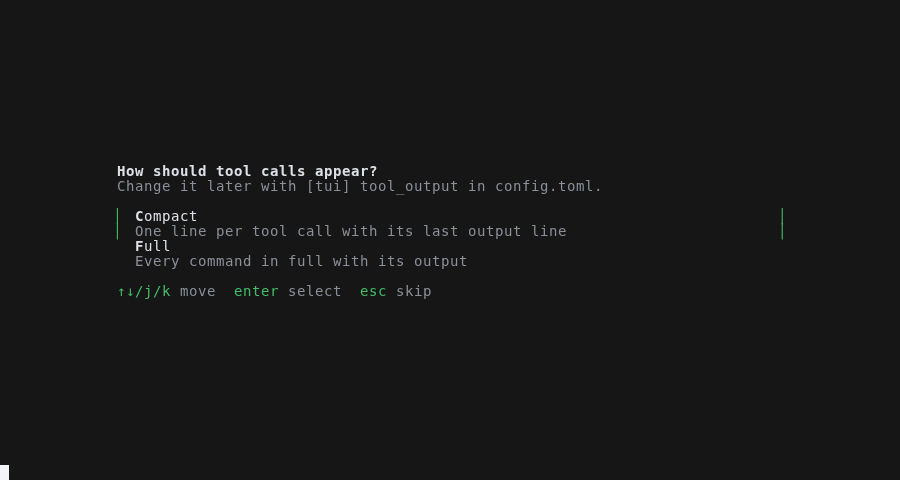 How should tool calls appear?
Change it later with [tui] tool_output in config.toml.
Compact
One line per tool call with its last output line
Full
Every command in full with its output
↑↓/j/k move  enter select  esc skip